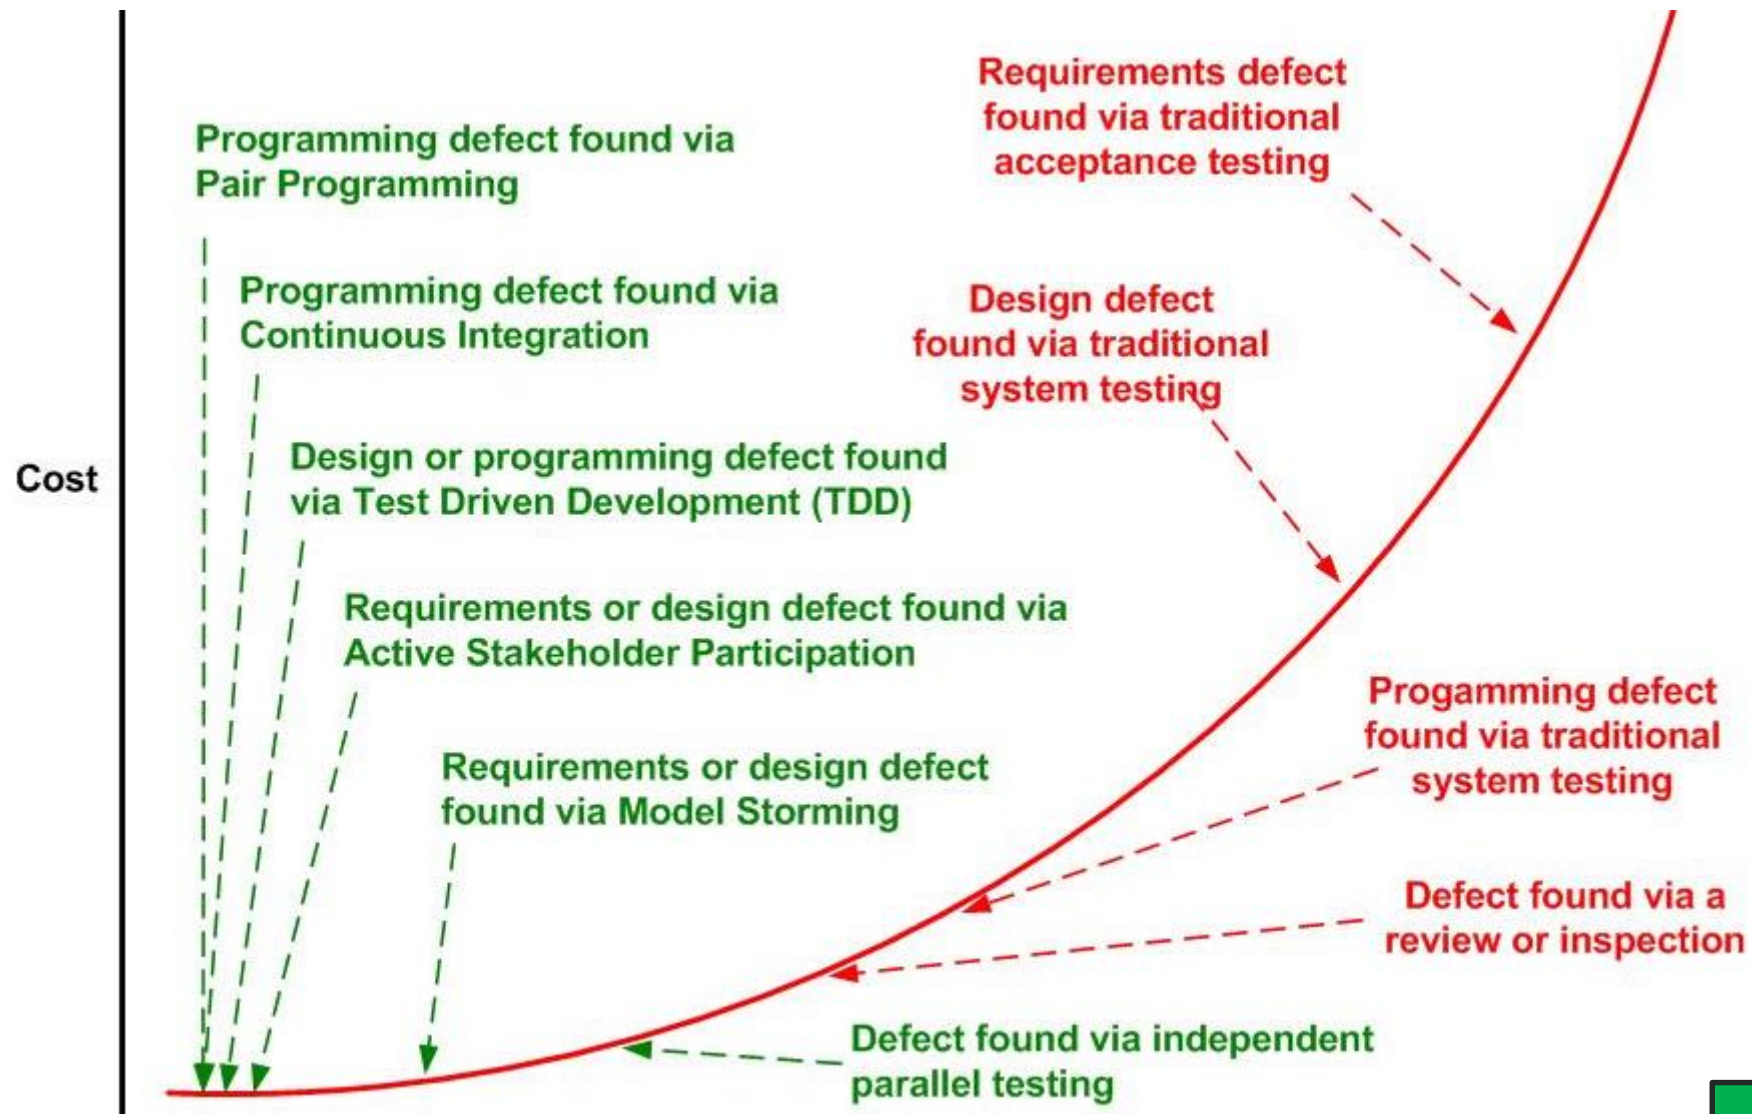 Requirements defect
found via traditional
acceptance testing
Programming defect found via
Pair Programming
Programming defect found via
Continuous Integration
Design defect
found via traditional
system testing
Cost
Design or programming defect found
via Test Driven Development (TDD)
Requirements or design defect found via
Active Stakeholder Participation
Progamming defect
found via traditional
system testing
Requirements or design defect
found via Model Storming
Defect found via a
review or inspection
Defect found via independent
parallel testing